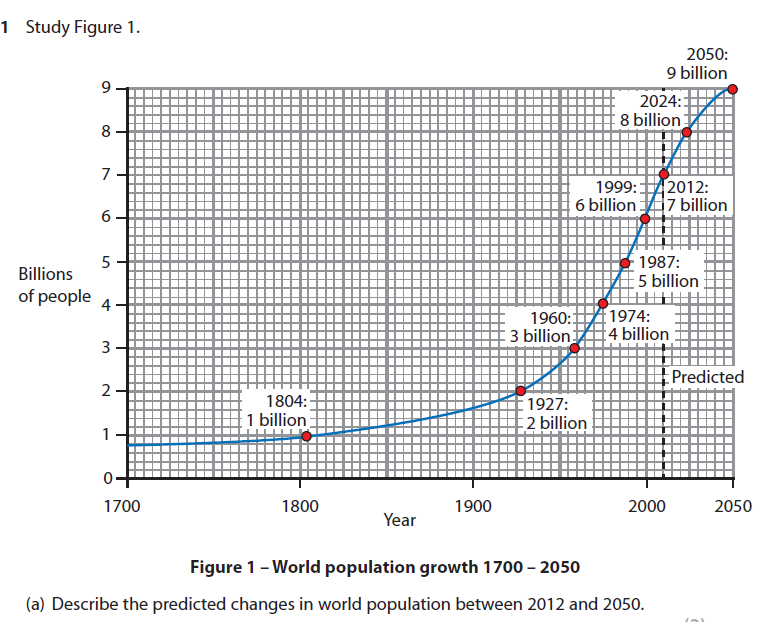 1 Study Figure 1.
2050:
9 billion
9
2024:
8 billion
8
7
1999:
6 billion
2012:
7 billion
6
5
1987:
5 billion
Billions
of people
4
1960:
3 billion
1974:
4 billion
3
Predicted
2
1804:
1 billion
1927:
2 billion
1
0
1700
1800
1900
2000
2050
Year
Figure 1 – World population growth 1700 – 2050
(a) Describe the predicted changes in world population between 2012 and 2050.